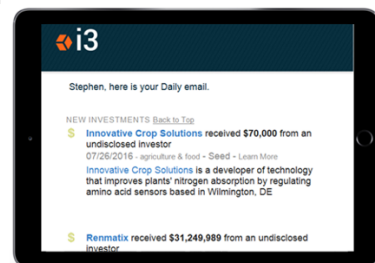 i3
Stephen, here is your Daily email.
NEW INVESTMENTS Back to Top
$ Innovative Crop Solutions received $70,000 from an
undisclosed investor
07/26/2016 - agriculture & food - Seed - Learn More
Innovative Crop Solutions is a developer of technology
that improves plants' nitrogen absorption by regulating
amino acid sensors based in Wilmington, DE
$ Renmatix received $31,249,989 from an undisclosed
investor